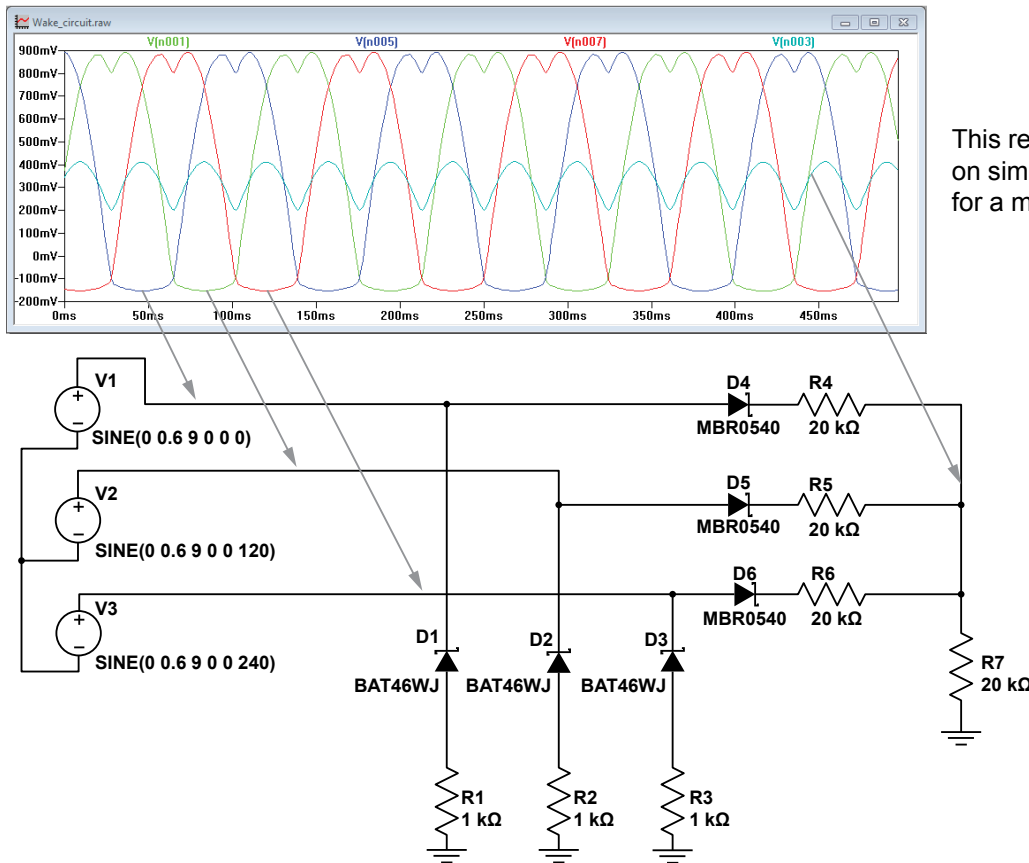 Wake_circuit.raw
V(n001) V(n005) V(n007) V(n003)
900mV
800mV
700mV
600mV
500mV
400mV
300mV
200mV
100mV
0mV
-100mV
-200mV
0ms 50ms 100ms 150ms 200ms 250ms 300ms 350ms 400ms 450ms
This re
on sim
for a m
V1
SINE(0 0.6 9 0 0 0)
V2
SINE(0 0.6 9 0 0 120)
V3
SINE(0 0.6 9 0 0 240)
D4 R4
MBR0540 20 kΩ
D5 R5
MBR0540 20 kΩ
D6 R6
MBR0540 20 kΩ
D1 D2 D3
BAT46WJ BAT46WJ BAT46WJ
R7
20 kΩ
R1 R2 R3
1 kΩ 1 kΩ 1 kΩ